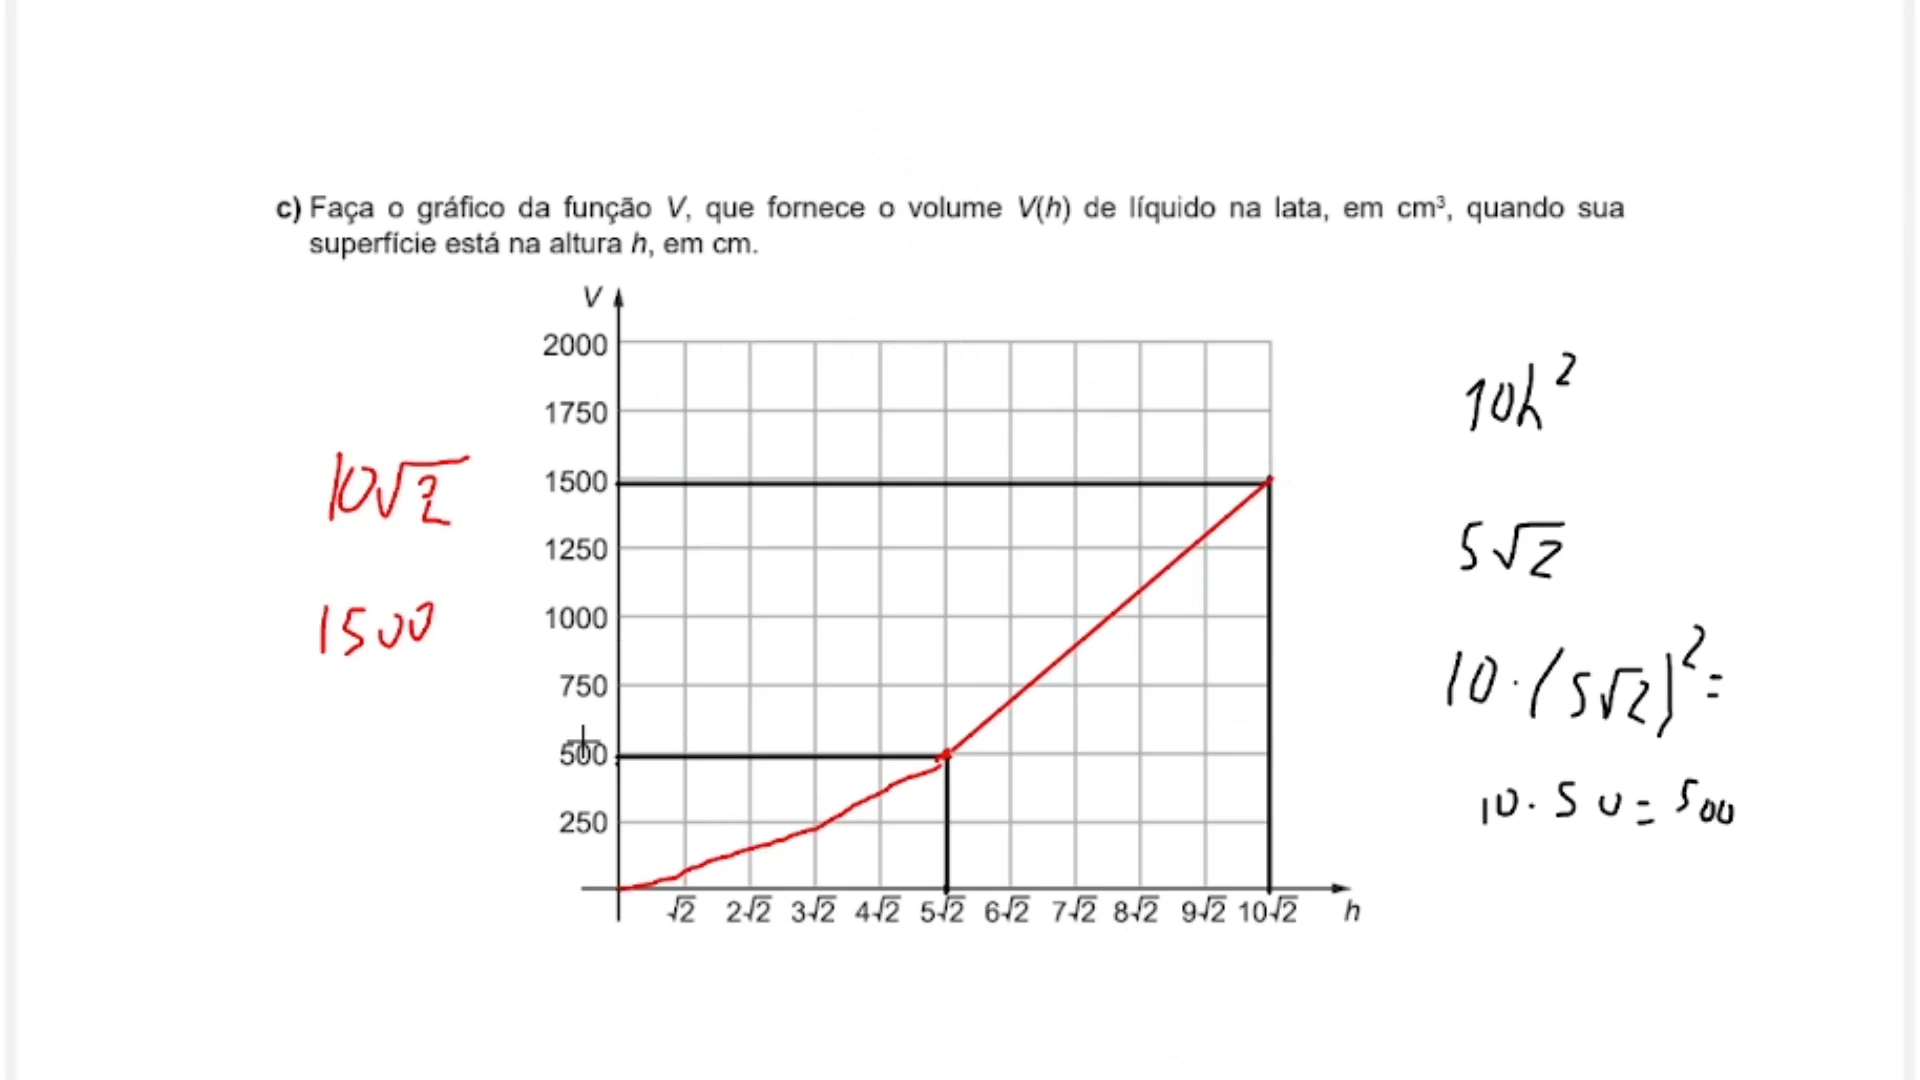 c) Faça o gráfico da função V, que fornece o volume V(h) de líquido na lata, em cm³, quando sua
superfície está na altura h, em cm.
V
2000
1750
1500
1250
1000
750
500
250
√2 2√2 3√2 4√2 5√2 6√2 7√2 8√2 9√2 10√2 h
10√2
1500
10h²
5√2
10·(5√2)²=
10·50=500